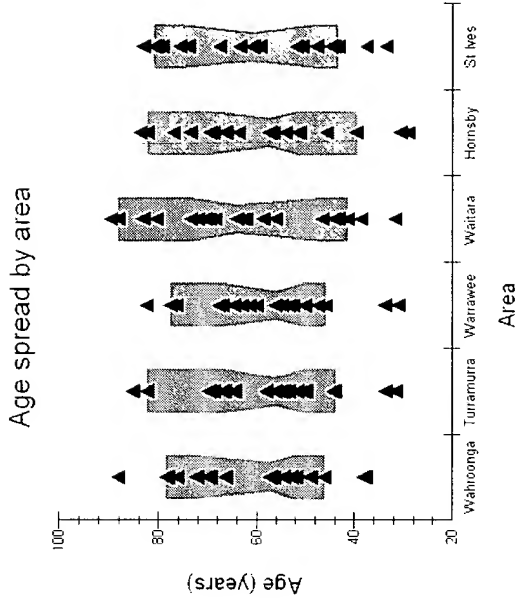 Age spread by area
Age (years)
100
80
60
40
20
Wahroonga
Turramurra
Warrawee
Waitara
Hornsby
St Ives
Area